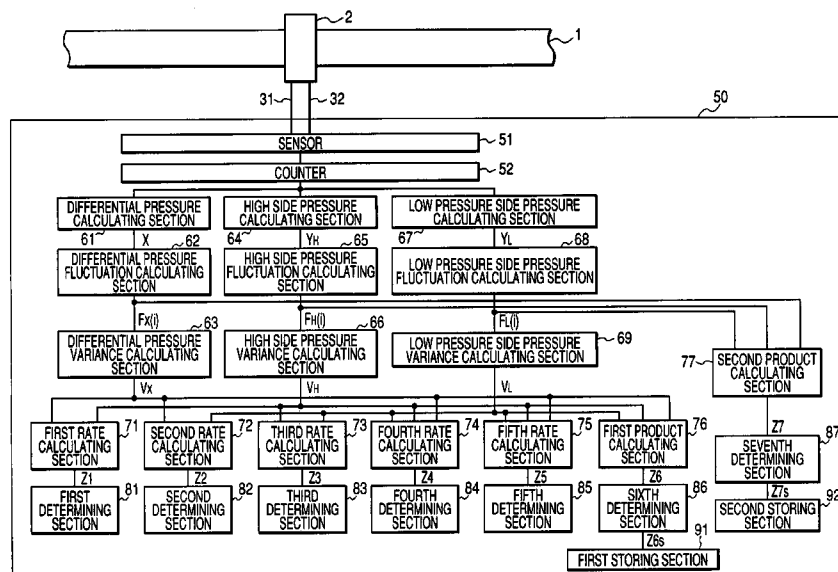 2
1
31 32
50
SENSOR 51
COUNTER 52
DIFFERENTIAL PRESSURE
CALCULATING SECTION
HIGH SIDE PRESSURE
CALCULATING SECTION
LOW PRESSURE SIDE PRESSURE
CALCULATING SECTION
61 X 62 64 YH 65 67 YL 68
DIFFERENTIAL PRESSURE
FLUCTUATION CALCULATING
SECTION
HIGH SIDE PRESSURE
FLUCTUATION CALCULATING
SECTION
LOW PRESSURE SIDE PRESSURE
FLUCTUATION CALCULATING SECTION
FX(i) 63 FH(i) 66 FL(i) 69
DIFFERENTIAL PRESSURE
VARIANCE CALCULATING
SECTION
HIGH SIDE PRESSURE
VARIANCE CALCULATING
SECTION
LOW PRESSURE SIDE PRESSURE
VARIANCE CALCULATING SECTION
77
SECOND PRODUCT
CALCULATING
SECTION
VX VH VL
FIRST RATE
CALCULATING
SECTION
71
SECOND RATE
CALCULATING
SECTION
72
THIRD RATE
CALCULATING
SECTION
73
FOURTH RATE
CALCULATING
SECTION
74
FIFTH RATE
CALCULATING
SECTION
75
FIRST PRODUCT
CALCULATING
SECTION
76
Z1 Z2 Z3 Z4 Z5 Z6 Z7
FIRST
DETERMINING
SECTION
81
SECOND
DETERMINING
SECTION
82
THIRD
DETERMINING
SECTION
83
FOURTH
DETERMINING
SECTION
84
FIFTH
DETERMINING
SECTION
85
SIXTH
DETERMINING
SECTION
86
SEVENTH
DETERMINING
SECTION
87
Z7s
SECOND STORING
SECTION
92
Z6s 91
FIRST STORING SECTION